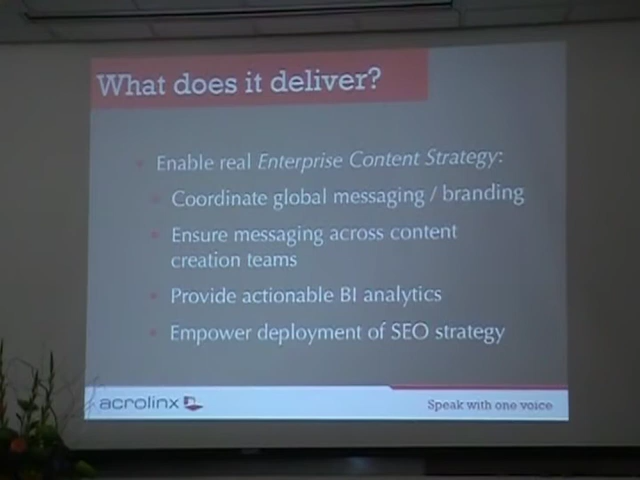 What does it deliver?
Enable real Enterprise Content Strategy:
Coordinate global messaging / branding
Ensure messaging across content
creation teams
Provide actionable BI analytics
Empower deployment of SEO strategy
acrolinx
Speak with one voice